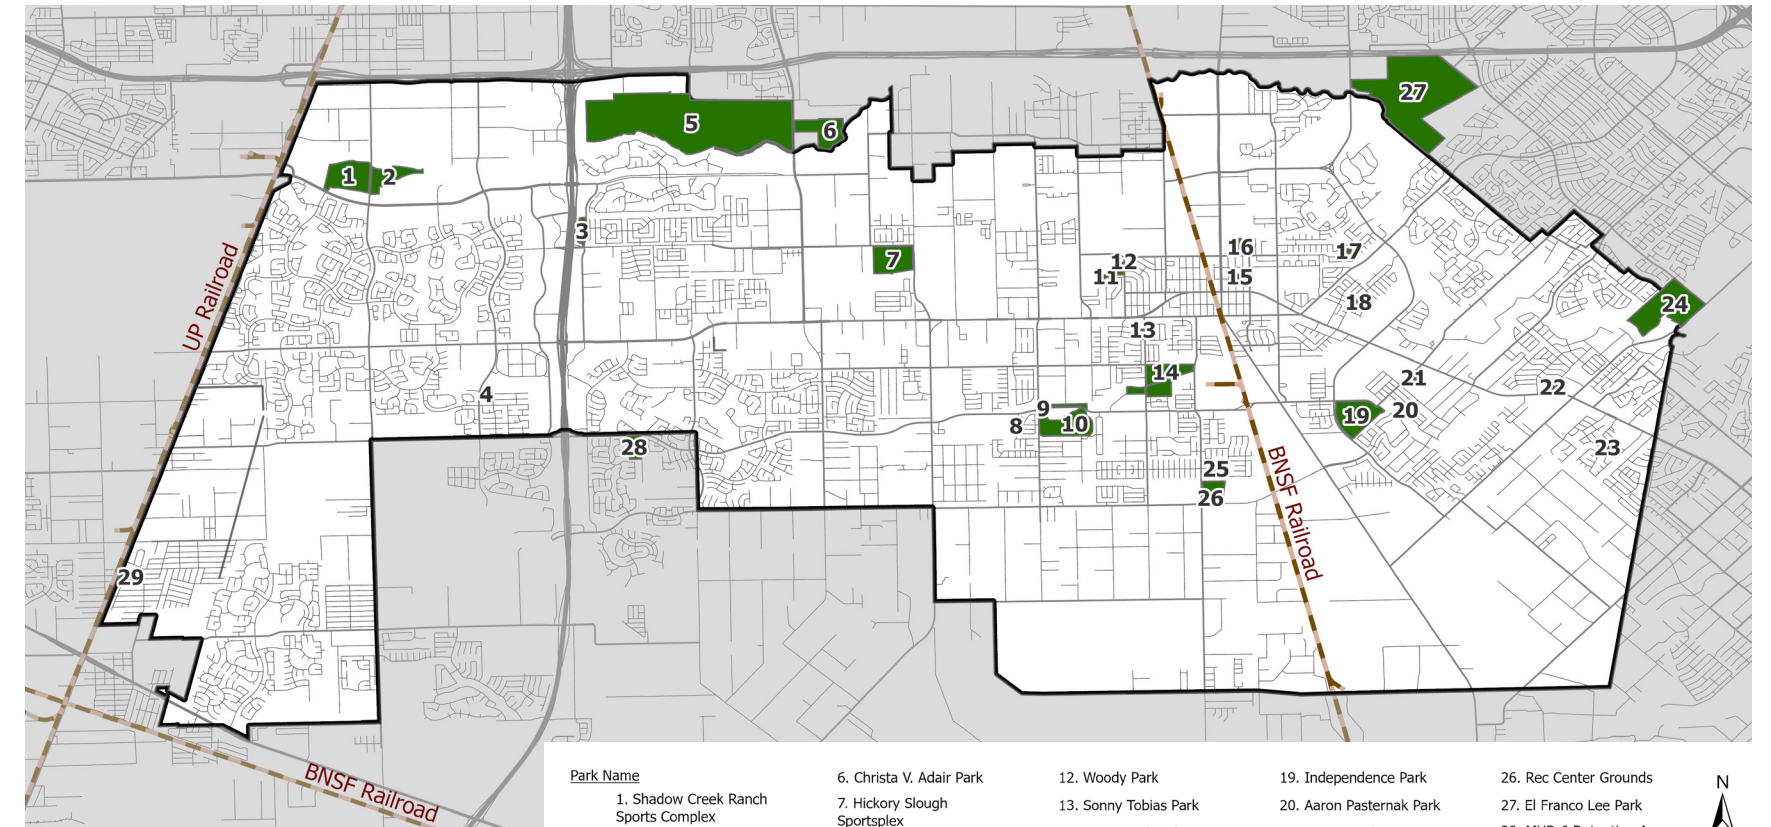 27
5
6
1
2
3
16
17
7
12
11
15
18
24
UP Railroad
13
14
21
22
4
9
20
19
8
10
28
23
25
26
BNSF Railroad
29
BNSF Railroad
Park Name
1. Shadow Creek Ranch
Sports Complex
6. Christa V. Adair Park
7. Hickory Slough
Sportsplex
12. Woody Park
13. Sonny Tobias Park
19. Independence Park
20. Aaron Pasternak Park
26. Rec Center Grounds
27. El Franco Lee Park
N